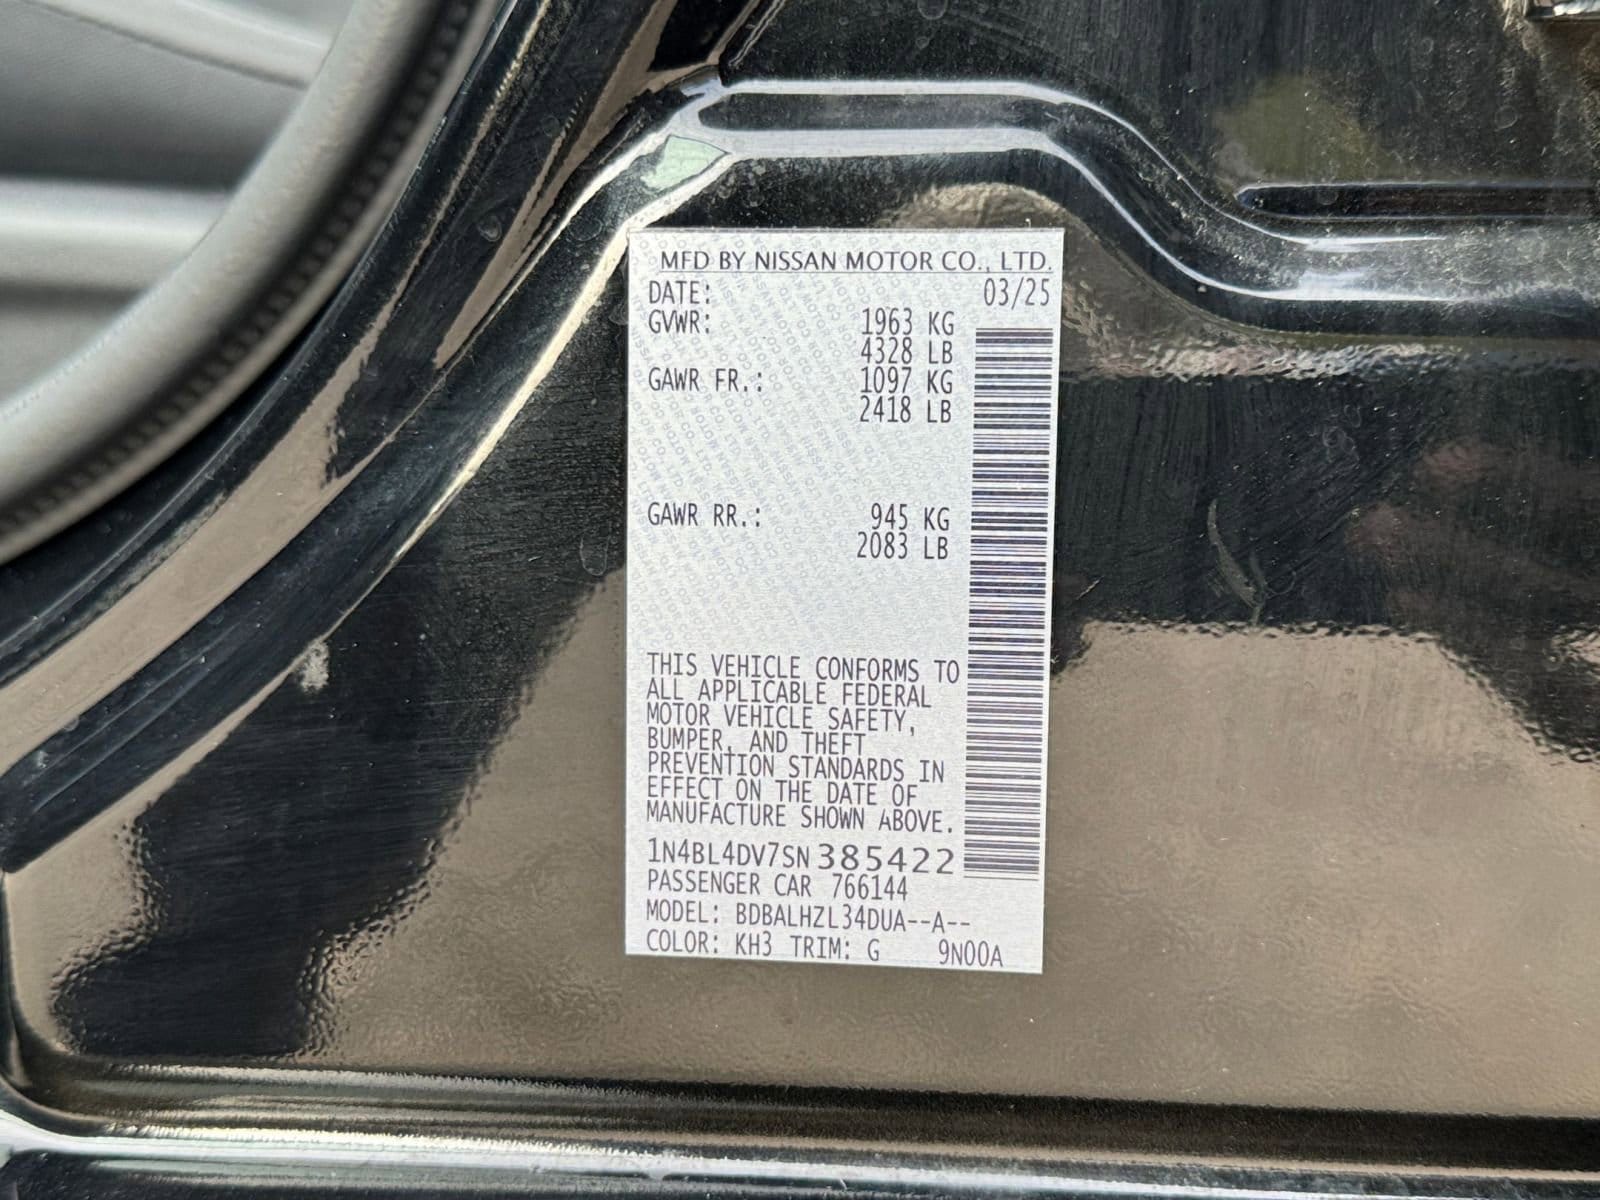 MFD BY NISSAN MOTOR CO., LTD.
DATE: 03/25
GVWR: 1963 KG
4328 LB
GAWR FR.: 1097 KG
2418 LB
GAWR RR.: 945 KG
2083 LB
THIS VEHICLE CONFORMS TO
ALL APPLICABLE FEDERAL
MOTOR VEHICLE SAFETY,
BUMPER, AND THEFT
PREVENTION STANDARDS IN
EFFECT ON THE DATE OF
MANUFACTURE SHOWN ABOVE.
1N4BL4DV7SN385422
PASSENGER CAR 766144
MODEL: BDBALHZL34DUA--A--
COLOR: KH3 TRIM: G 9N00A